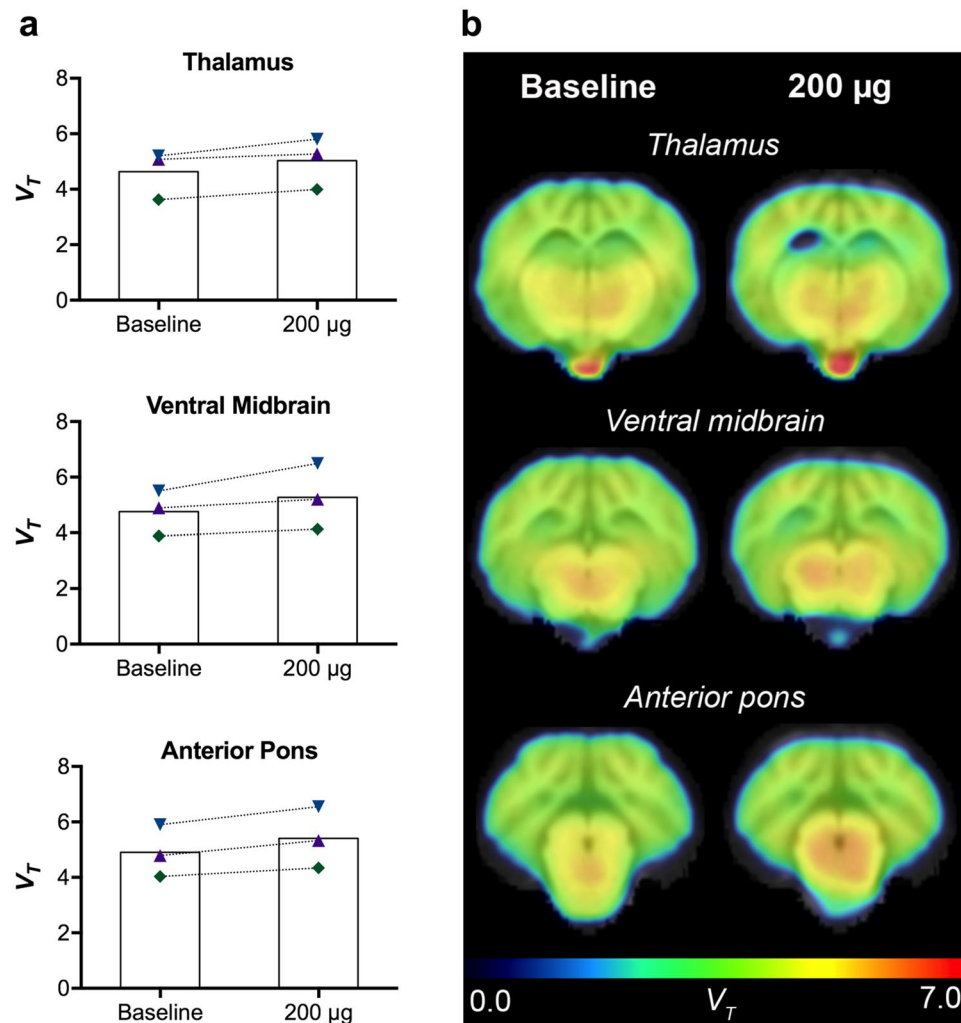 a
Thalamus
8
6
4
2
0
V_T
Baseline 200 µg
Ventral Midbrain
8
6
4
2
0
V_T
Baseline 200 µg
Anterior Pons
8
6
4
2
0
V_T
Baseline 200 µg
b
Baseline 200 µg
Thalamus
Ventral midbrain
Anterior pons
0.0 V_T 7.0